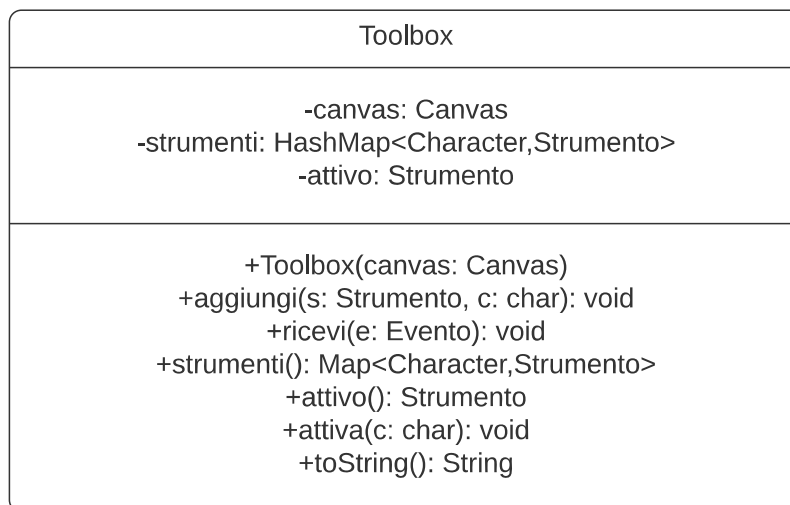 Toolbox
-canvas: Canvas
-strumenti: HashMap<Character,Strumento>
-attivo: Strumento
+Toolbox(canvas: Canvas)
+aggiungi(s: Strumento, c: char): void
+ricevi(e: Evento): void
+strumenti(): Map<Character,Strumento>
+attivo(): Strumento
+attiva(c: char): void
+toString(): String